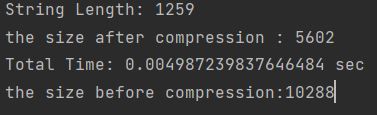 String Length: 1259
the size after compression : 5602
Total Time: 0.004987239837646484 sec
the size before compression:10288